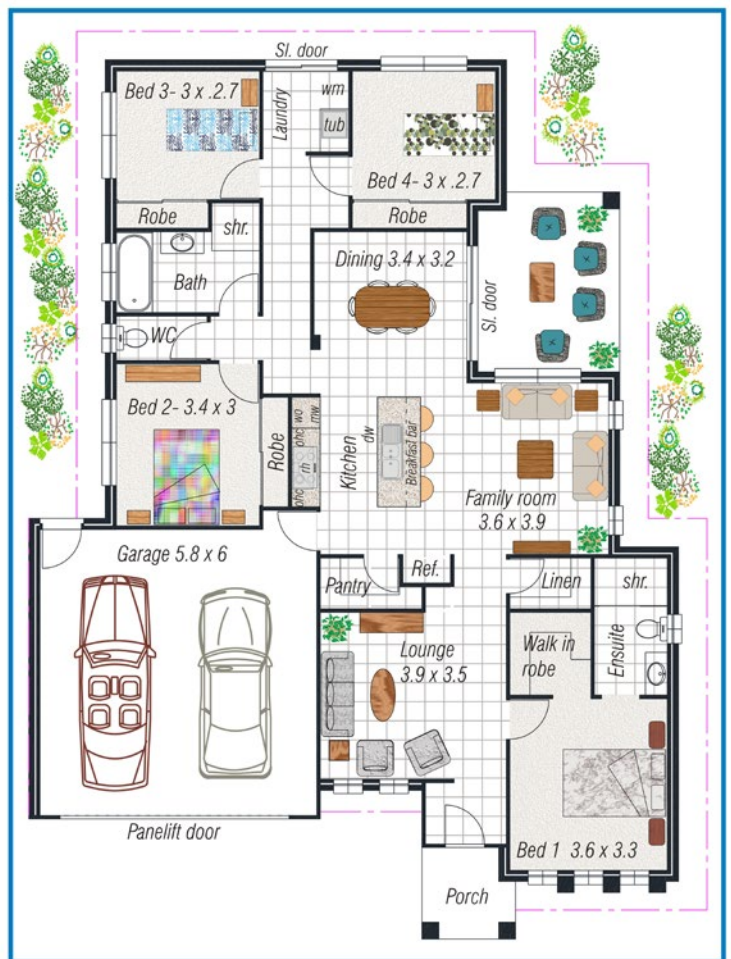 Sl. door
Bed 3- 3 x .2.7
Laundry
wm
tub
Bed 4- 3 x .2.7
Robe
shr.
Robe
Bath
Dining 3.4 x 3.2
Sl. door
WC
Bed 2- 3.4 x 3
Robe
wo
mw
ohc
rh
ohc
Kitchen
dw
Breakfast bar
Family room
3.6 x 3.9
Garage 5.8 x 6
Pantry
Ref.
Linen
shr.
Lounge
3.9 x 3.5
Walk in
robe
Ensuite
Panelift door
Bed 1 3.6 x 3.3
Porch